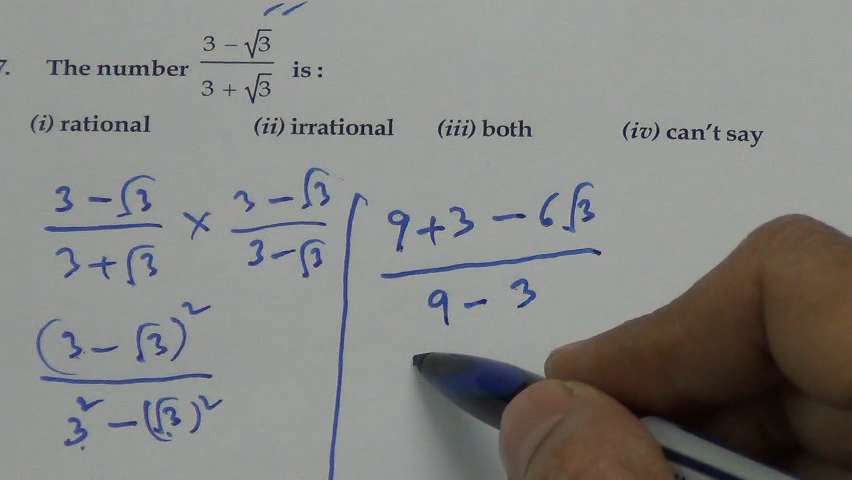 7. The number 3 − √3 / 3 + √3 is :
(i) rational (ii) irrational (iii) both (iv) can't say
3 − √3 / 3 + √3 × 3 − √3 / 3 − √3
(3 − √3)² / 3² − (√3)²
9 + 3 − 6√3 / 9 − 3